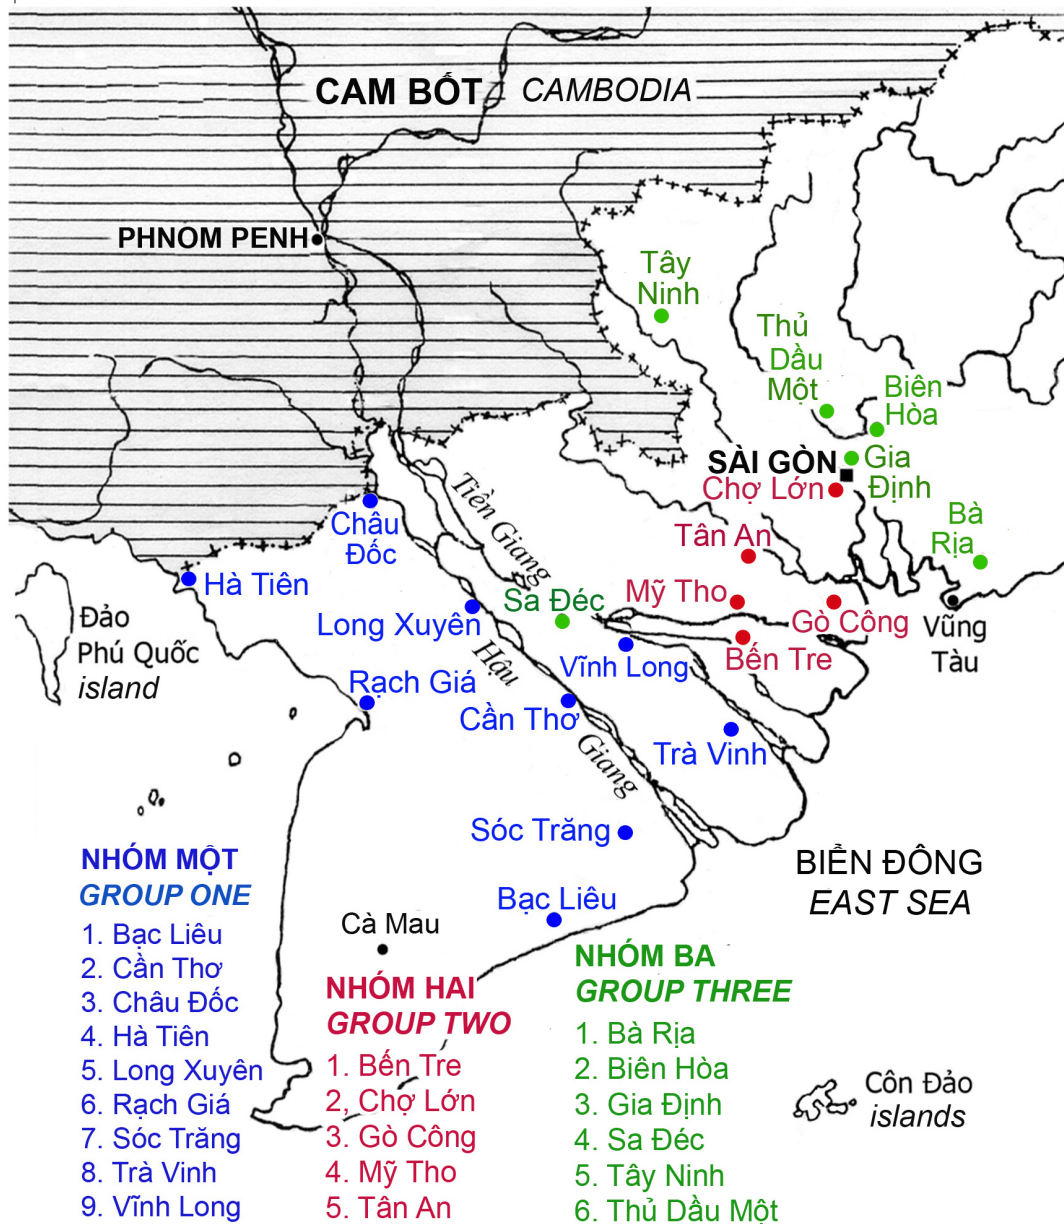 CAM BỐT CAMBODIA
PHNOM PENH
Tây
Ninh
Thủ
Dầu
Một
Biên
Hòa
SÀI GÒN
Gia
Định
Chợ Lớn
Bà
Rịa
Tiền Giang
Châu
Đốc
Tân An
Hà Tiên
Sa Đéc
Mỹ Tho
Gò Công
Long Xuyên
Đảo
Phú Quốc
island
Vũng
Tàu
Bến Tre
Hậu
Giang
Vĩnh Long
Rạch Giá
Cần Thơ
Trà Vinh
Sóc Trăng
BIỂN ĐÔNG
EAST SEA
Bạc Liêu
Cà Mau
NHÓM MỘT
GROUP ONE
1. Bạc Liêu
2. Cần Thơ
3. Châu Đốc
4. Hà Tiên
5. Long Xuyên
6. Rạch Giá
7. Sóc Trăng
8. Trà Vinh
9. Vĩnh Long
NHÓM HAI
GROUP TWO
1. Bến Tre
2, Chợ Lớn
3. Gò Công
4. Mỹ Tho
5. Tân An
NHÓM BA
GROUP THREE
1. Bà Rịa
2. Biên Hòa
3. Gia Định
4. Sa Đéc
5. Tây Ninh
6. Thủ Dầu Một
Côn Đảo
islands